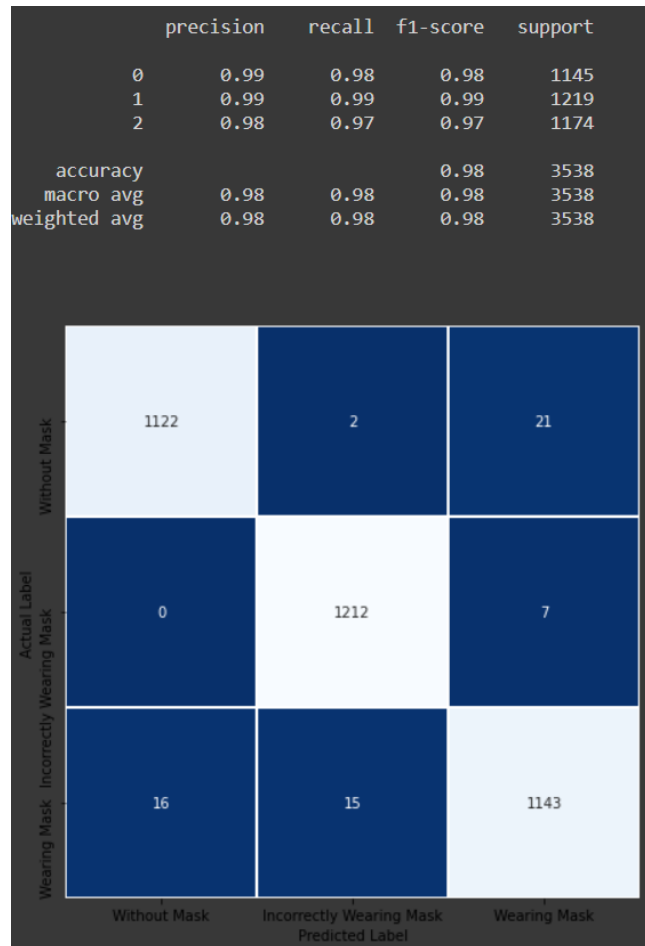 precision recall f1-score support
0 0.99 0.98 0.98 1145
1 0.99 0.99 0.99 1219
2 0.98 0.97 0.97 1174
accuracy 0.98 3538
macro avg 0.98 0.98 0.98 3538
weighted avg 0.98 0.98 0.98 3538
Actual Label
Without Mask
1122 2 21
Incorrectly Wearing Mask
0 1212 7
Wearing Mask
16 15 1143
Without Mask Incorrectly Wearing Mask Wearing Mask
Predicted Label